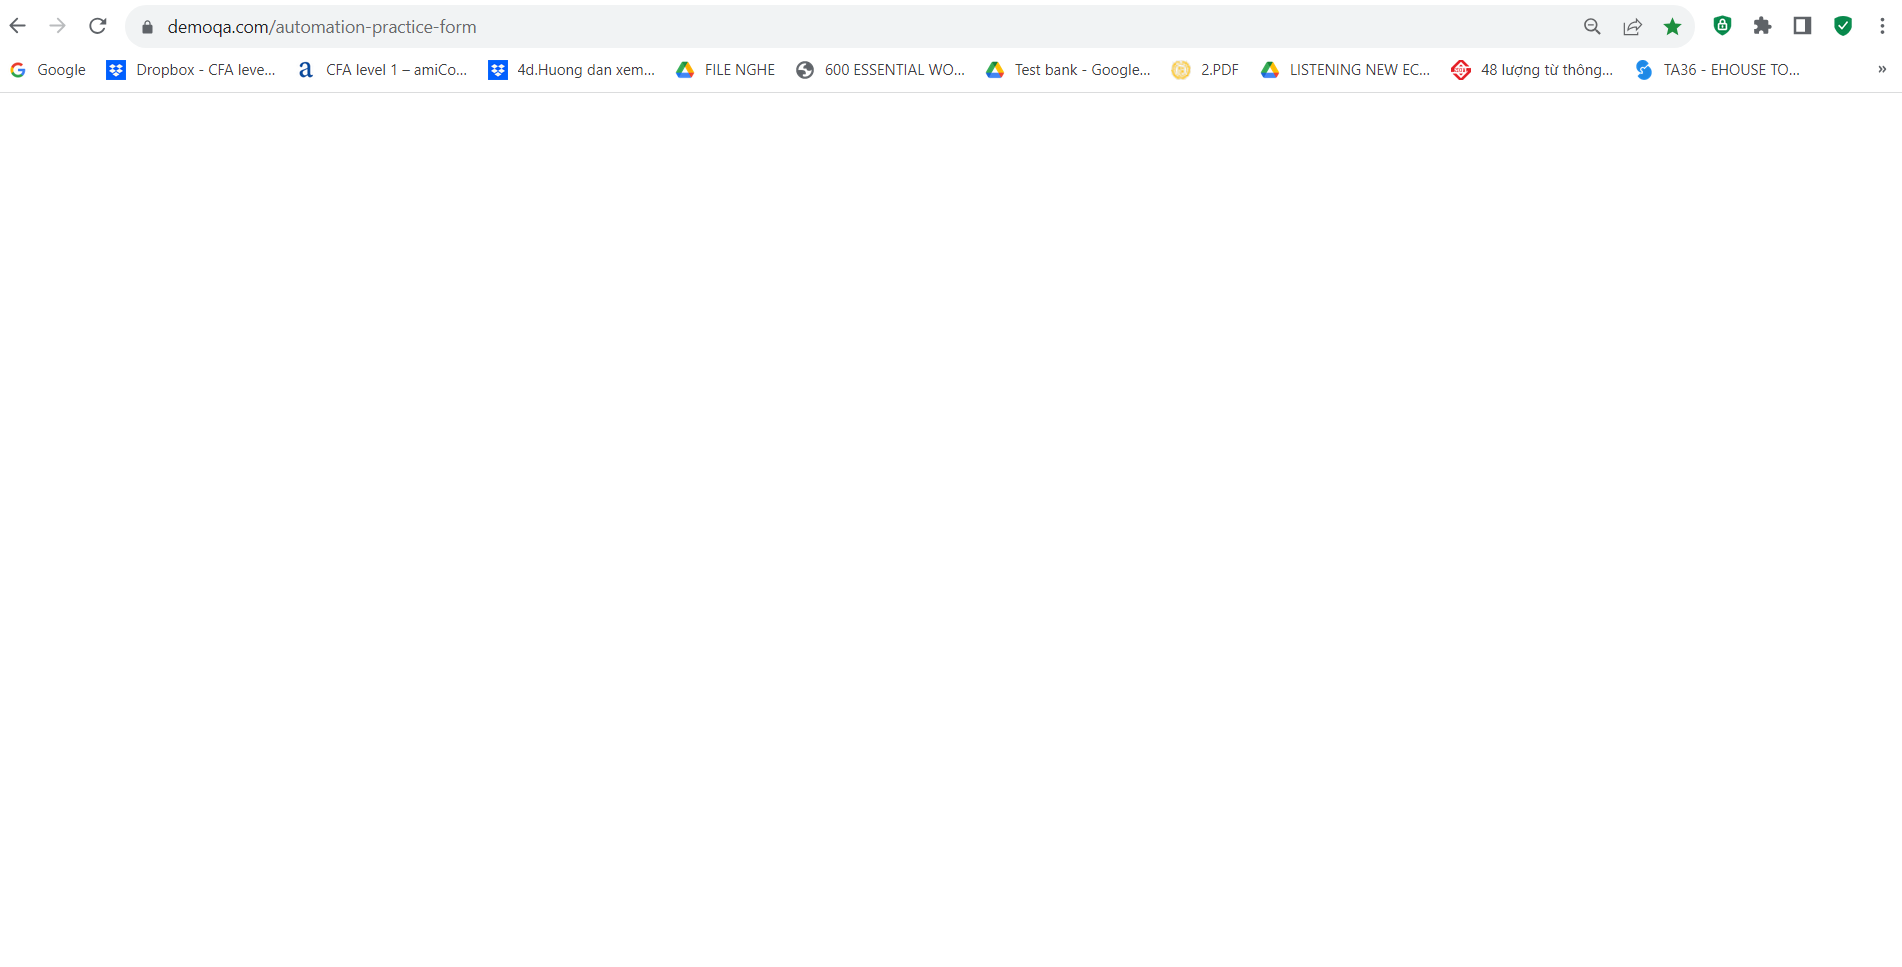 demoqa.com/automation-practice-form
Google Dropbox - CFA leve... a CFA level 1 – amiCo... 4d.Huong dan xem... FILE NGHE 600 ESSENTIAL WO... Test bank - Google... 2.PDF LISTENING NEW EC... 48 lượng từ thông... TA36 - EHOUSE TO... »